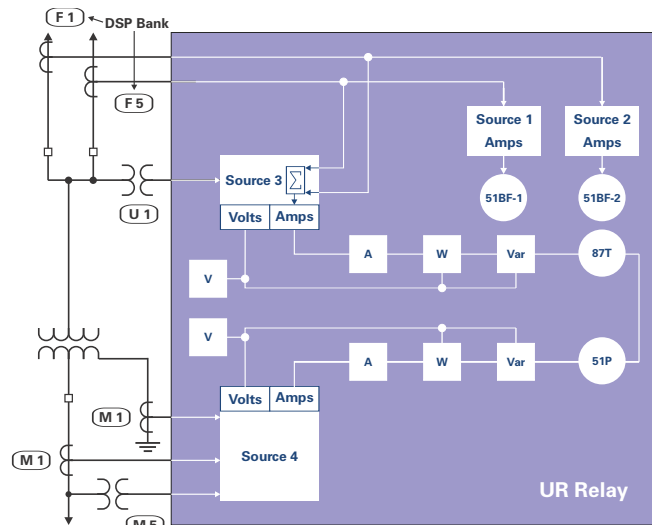 F 1
DSP Bank
F 5
Source 1
Amps
Source 2
Amps
Source 3
Σ
U 1
51BF-1
51BF-2
Volts
Amps
A
W
Var
87T
V
V
A
W
Var
51P
Volts
Amps
M 1
Source 4
M 1
UR Relay
M 5